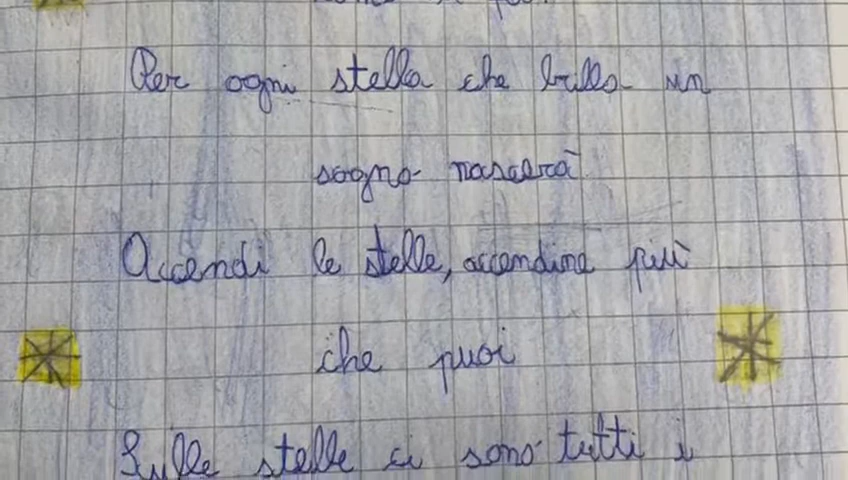 Per ogni stella che brilla un
sogno nascerà
Accendi le stelle, accendine più
che puoi
Sulle stelle ci sono tutti i